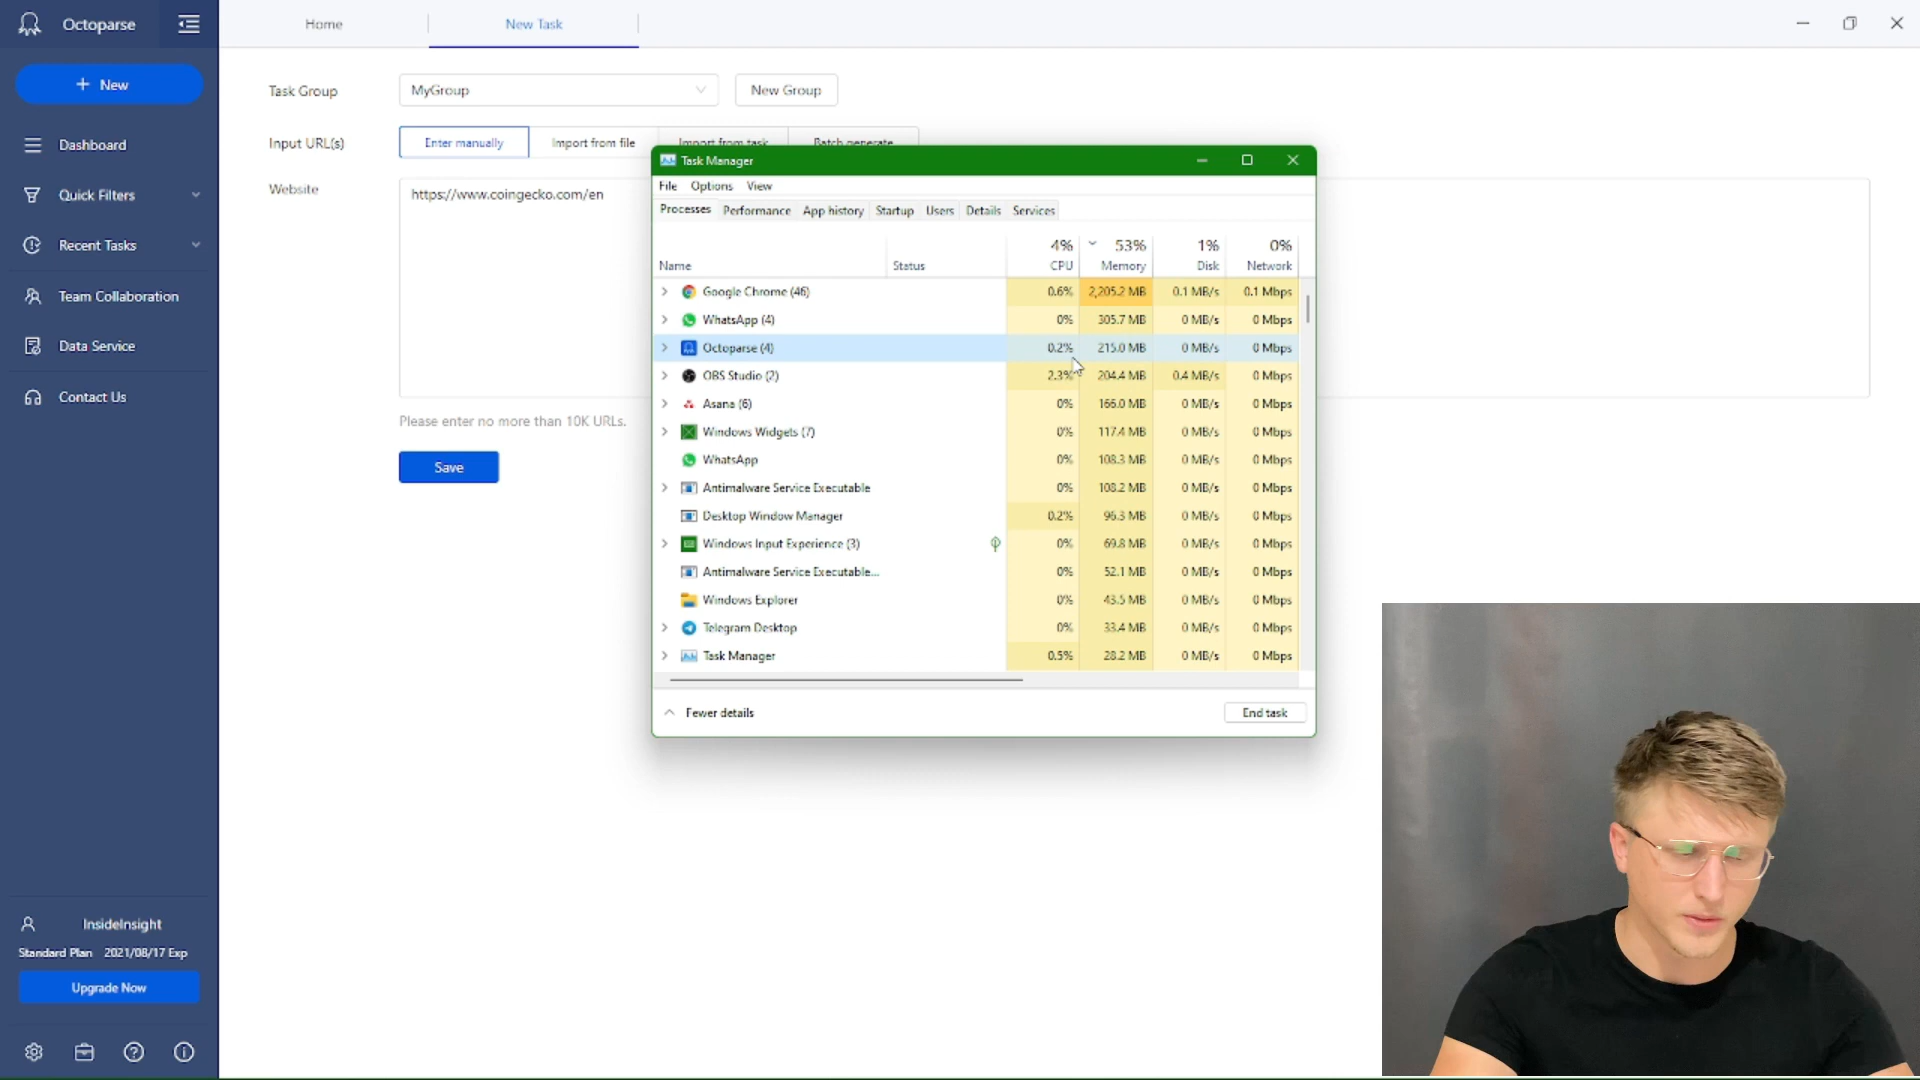 Octoparse
Home
New Task
New
Dashboard
Quick Filters
Recent Tasks
Team Collaboration
Data Service
Contact Us
InsideInsight
Standard Plan 2021/08/17 Exp
Upgrade Now
Task Group
MyGroup
New Group
Input URL(s)
Enter manually
Import from file
Import from task
Batch generate
Website
https://www.coingecko.com/en
Please enter no more than 10K URLs.
Save
Task Manager
File Options View
Processes Performance App history Startup Users Details Services
4% 53% 1% 0%
Name Status CPU Memory Disk Network
Google Chrome (46) 0.6% 2,205.2 MB 0.1 MB/s 0.1 Mbps
WhatsApp (4) 0% 305.7 MB 0 MB/s 0 Mbps
Octoparse (4) 0.2% 215.0 MB 0 MB/s 0 Mbps
OBS Studio (2) 2.3% 204.4 MB 0.4 MB/s 0 Mbps
Asana (6) 0% 166.0 MB 0 MB/s 0 Mbps
Windows Widgets (7) 0% 117.4 MB 0 MB/s 0 Mbps
WhatsApp 0% 108.3 MB 0 MB/s 0 Mbps
Antimalware Service Executable 0% 108.2 MB 0 MB/s 0 Mbps
Desktop Window Manager 0.2% 96.3 MB 0 MB/s 0 Mbps
Windows Input Experience (3) 0% 69.8 MB 0 MB/s 0 Mbps
Antimalware Service Executable... 0% 52.1 MB 0 MB/s 0 Mbps
Windows Explorer 0% 43.5 MB 0 MB/s 0 Mbps
Telegram Desktop 0% 33.4 MB 0 MB/s 0 Mbps
Task Manager 0.5% 28.2 MB 0 MB/s 0 Mbps
Fewer details
End task